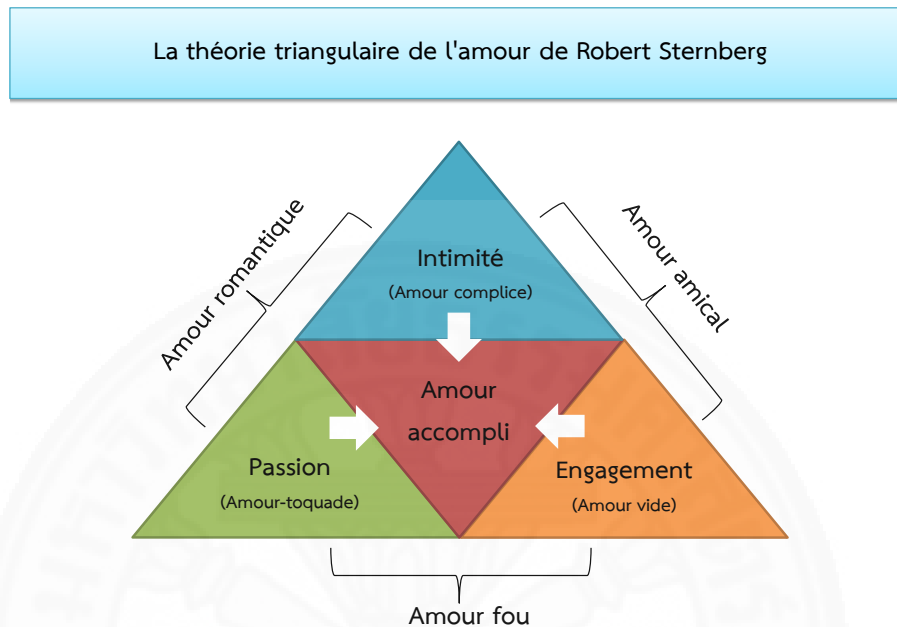 La théorie triangulaire de l'amour de Robert Sternberg
Amour romantique
Amour amical
Intimité
(Amour complice)
Amour
accompli
Passion
(Amour-toquade)
Engagement
(Amour vide)
Amour fou